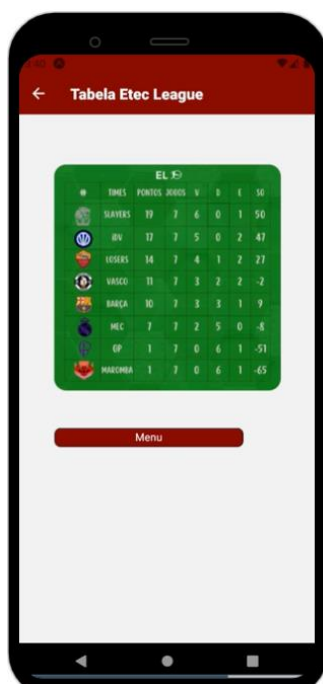 Tabela Etec League
EL
# TIMES PONTOS JOGOS V D E SG
SLAYERS 19 7 6 0 1 50
IBV 17 7 5 0 2 47
LOSERS 14 7 4 1 2 27
VASCO 11 7 3 2 2 -2
BARÇA 10 7 3 3 1 9
MEC 7 7 2 5 0 -8
GP 1 7 0 6 1 -51
MAROMBA 1 7 0 6 1 -65
Menu